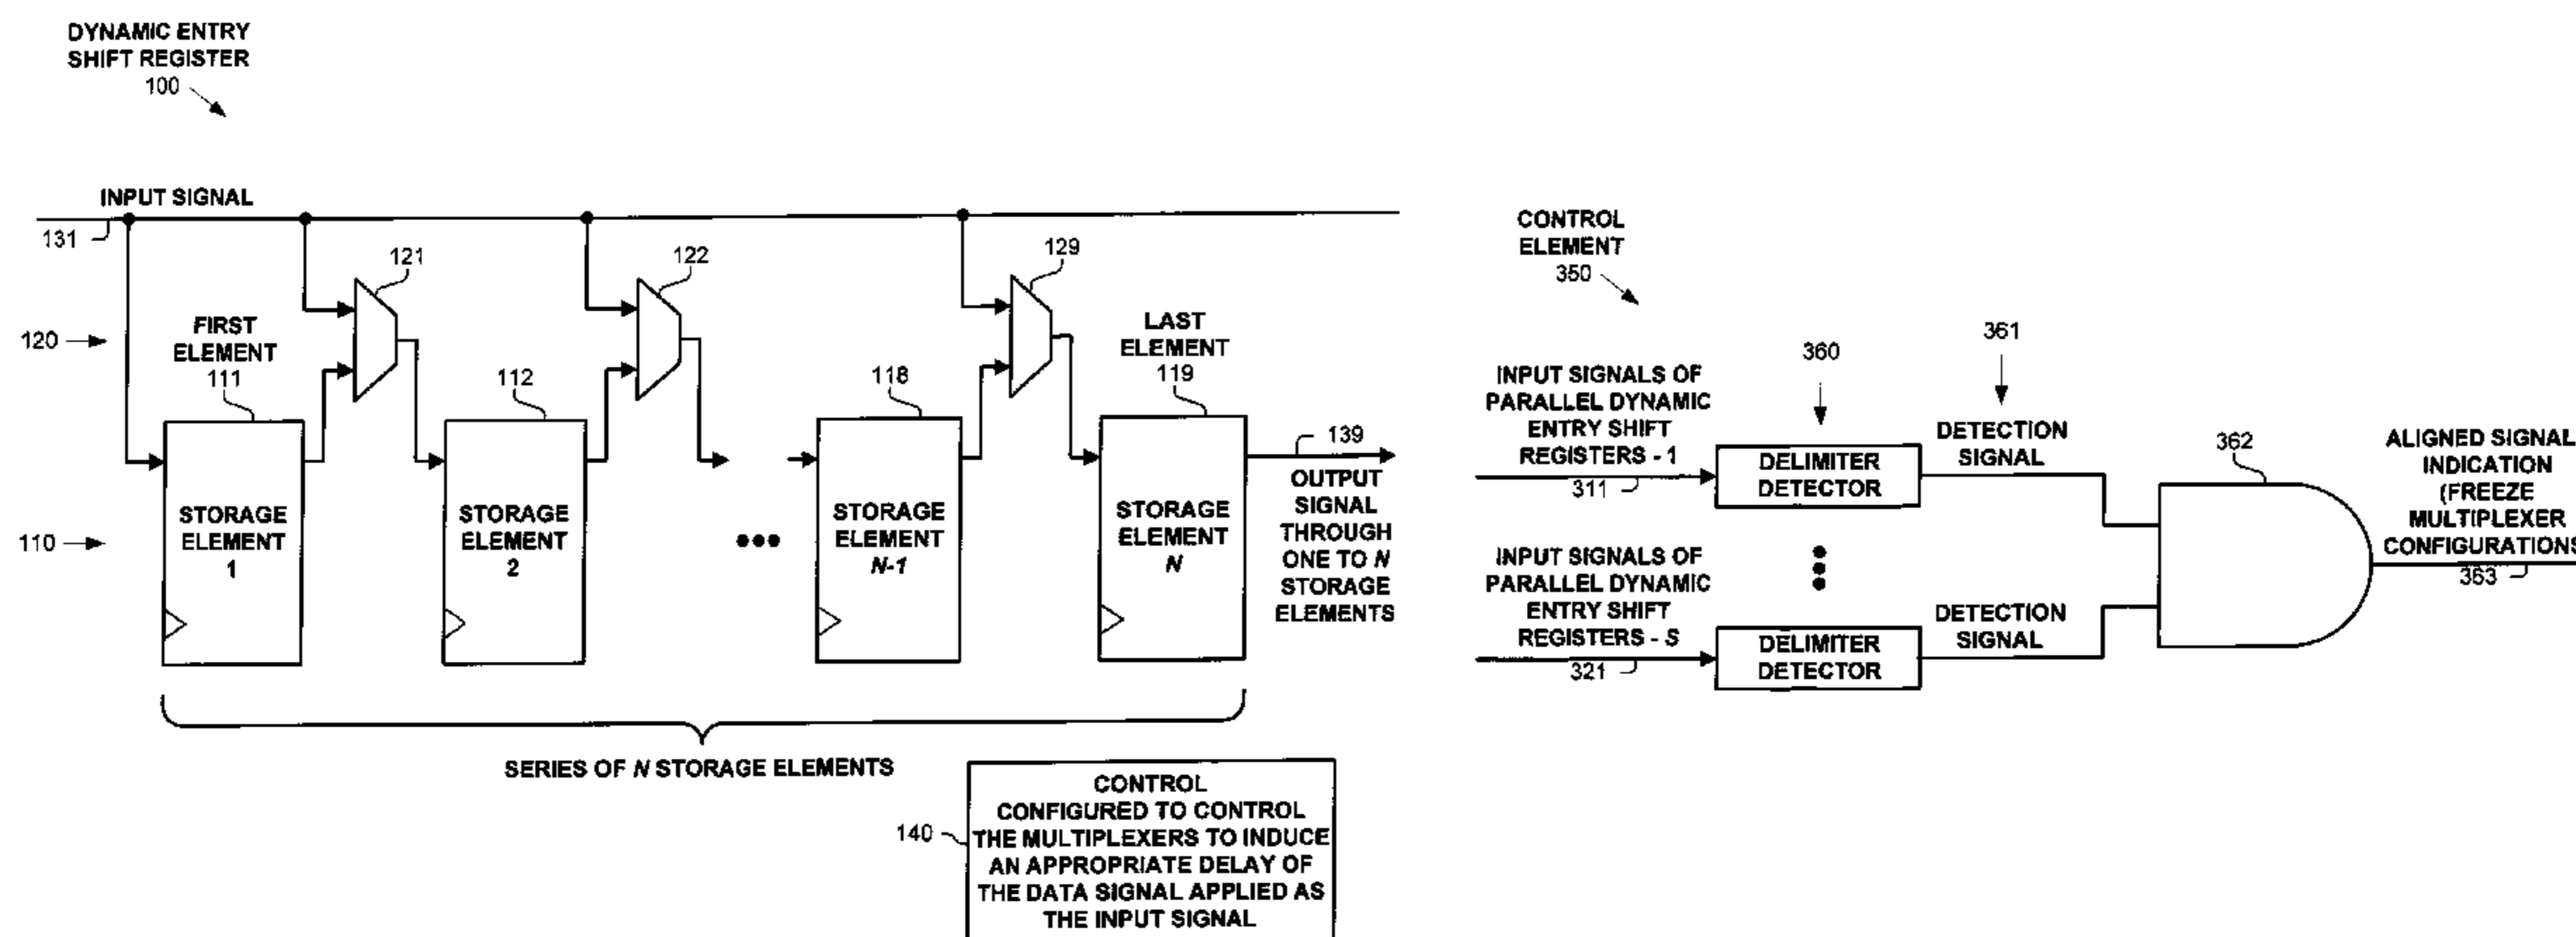 DYNAMIC ENTRY
SHIFT REGISTER
100
INPUT SIGNAL
131
121
122
129
120
FIRST
ELEMENT
111
112
118
LAST
ELEMENT
119
139
110
STORAGE
ELEMENT
1
STORAGE
ELEMENT
2
STORAGE
ELEMENT
N-1
STORAGE
ELEMENT
N
OUTPUT
SIGNAL
THROUGH
ONE TO N
STORAGE
ELEMENTS
SERIES OF N STORAGE ELEMENTS
140
CONTROL
CONFIGURED TO CONTROL
THE MULTIPLEXERS TO INDUCE
AN APPROPRIATE DELAY OF
THE DATA SIGNAL APPLIED AS
THE INPUT SIGNAL
CONTROL
ELEMENT
350
360
361
INPUT SIGNALS OF
PARALLEL DYNAMIC
ENTRY SHIFT
REGISTERS - 1
311
DELIMITER
DETECTOR
DETECTION
SIGNAL
INPUT SIGNALS OF
PARALLEL DYNAMIC
ENTRY SHIFT
REGISTERS - S
321
DELIMITER
DETECTOR
DETECTION
SIGNAL
362
ALIGNED SIGNAL
INDICATION
(FREEZE
MULTIPLEXER
CONFIGURATIONS
363